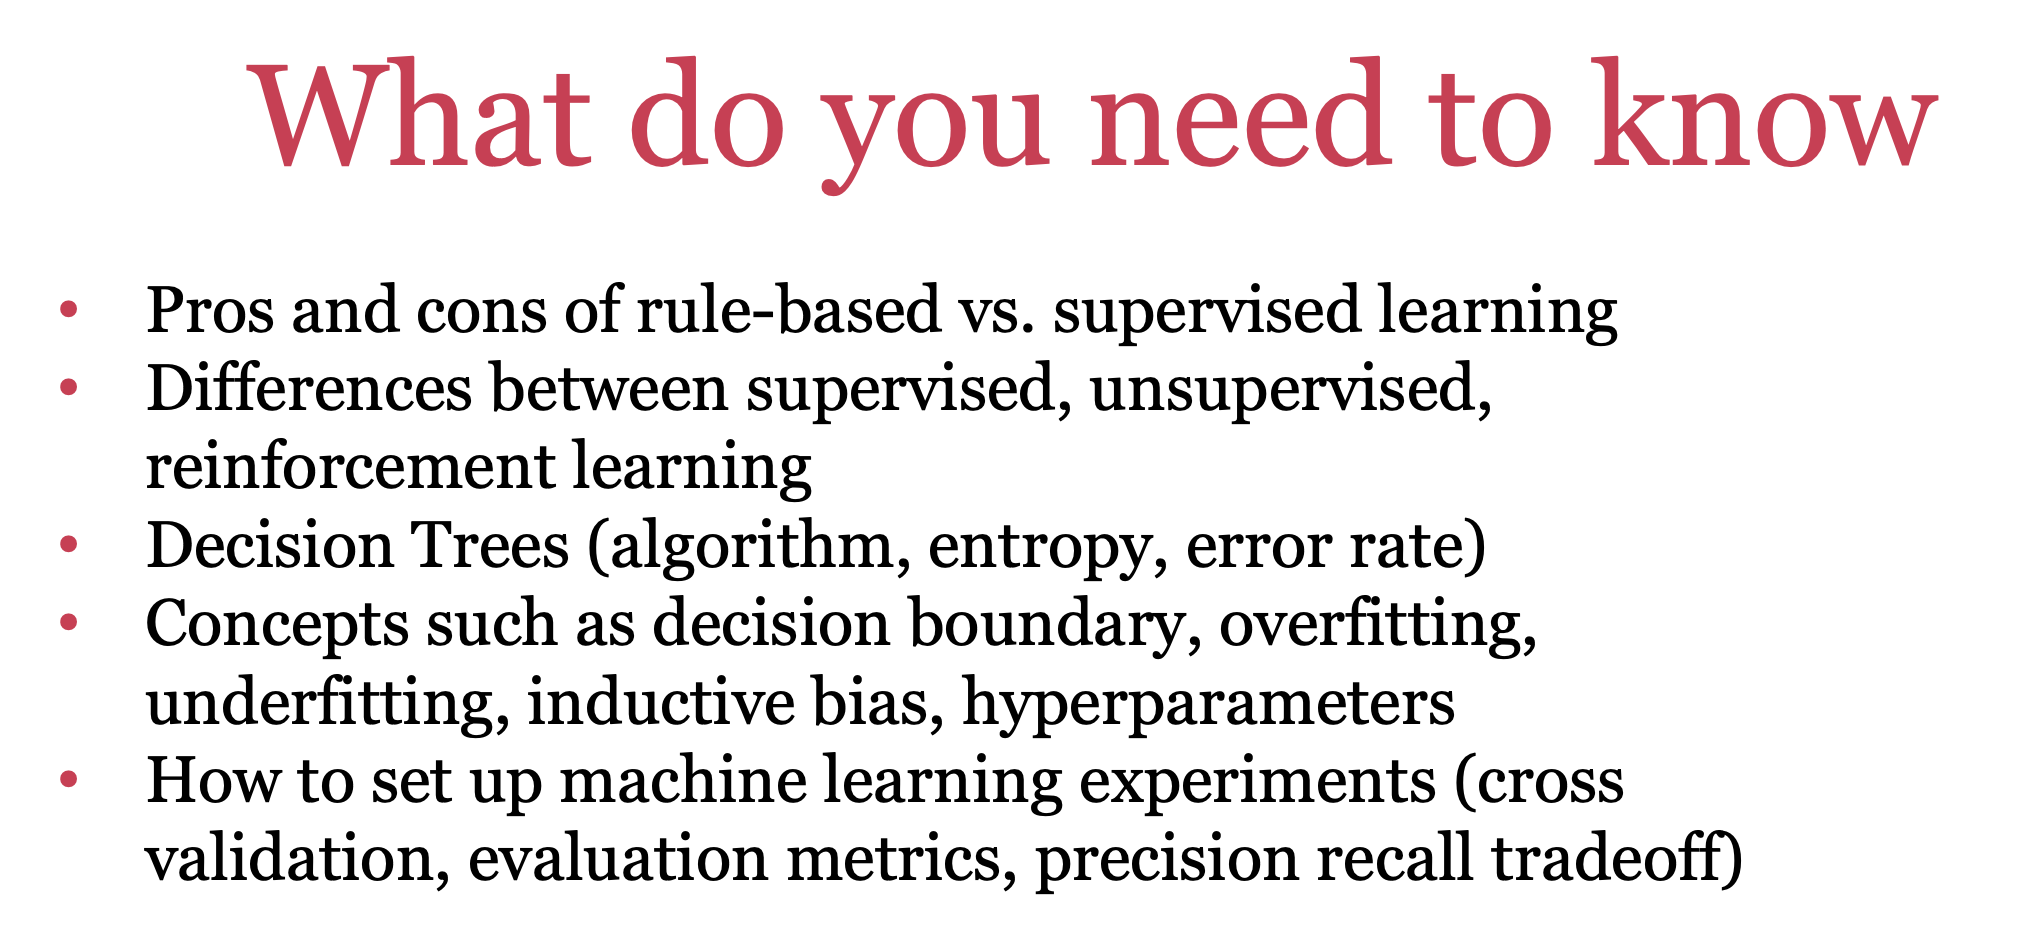 What do you need to know
• Pros and cons of rule-based vs. supervised learning
• Differences between supervised, unsupervised,
reinforcement learning
• Decision Trees (algorithm, entropy, error rate)
• Concepts such as decision boundary, overfitting,
underfitting, inductive bias, hyperparameters
• How to set up machine learning experiments (cross
validation, evaluation metrics, precision recall tradeoff)